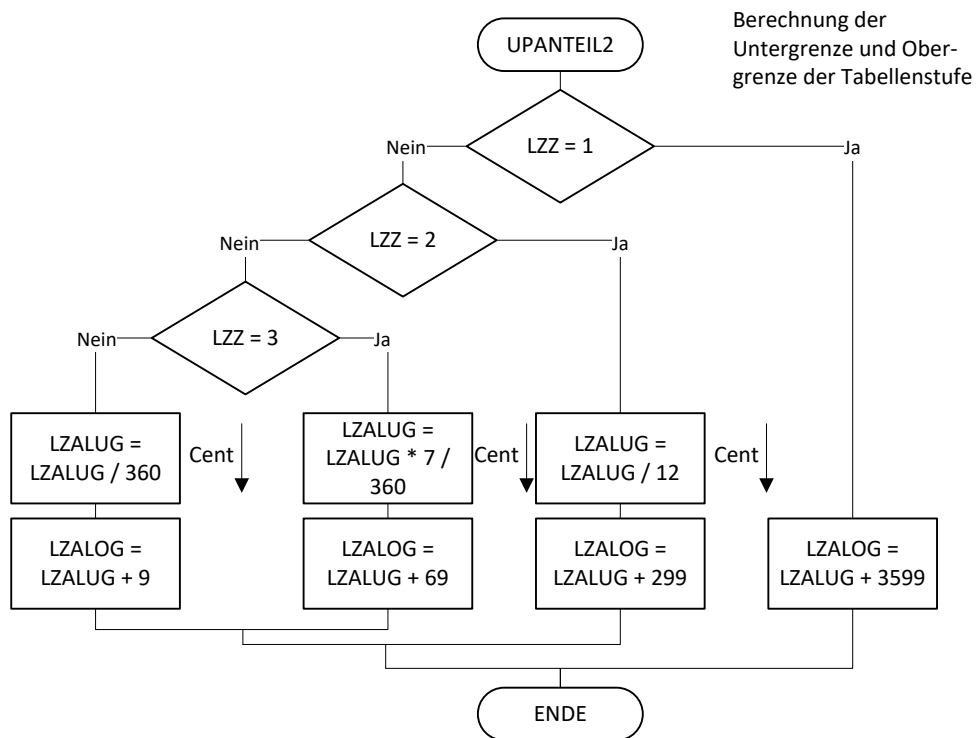 Berechnung der
Untergrenze und Ober-
grenze der Tabellenstufe
UPANTEIL2
LZZ = 1
Nein
Ja
LZZ = 2
Nein
Ja
LZZ = 3
Nein
Ja
LZALUG =
LZALUG / 360
Cent
LZALUG =
LZALUG * 7 /
360
Cent
LZALUG =
LZALUG / 12
Cent
LZALOG =
LZALUG + 9
LZALOG =
LZALUG + 69
LZALOG =
LZALUG + 299
LZALOG =
LZALUG + 3599
ENDE